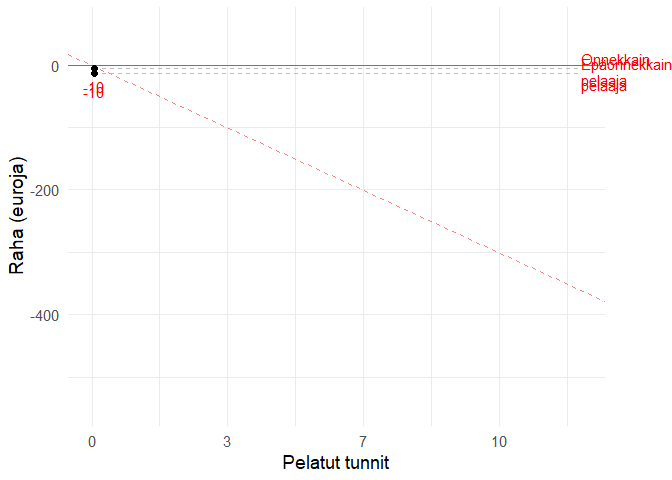 Onnekkain
pelaaja
Epäonnekkain
pelaaja
0
-200
-400
-10
-10
Raha (euroja)
0
3
7
10
Pelatut tunnit